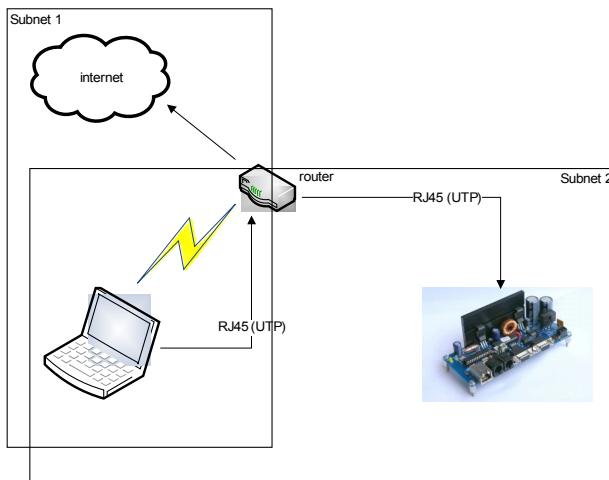 Subnet 1
internet
router
Subnet 2
RJ45 (UTP)
RJ45 (UTP)